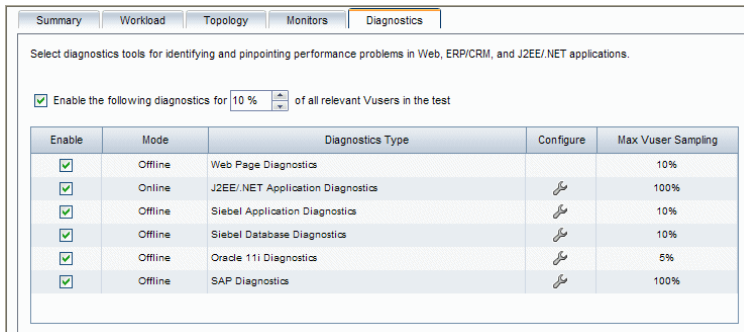 Summary Workload Topology Monitors Diagnostics
Select diagnostics tools for identifying and pinpointing performance problems in Web, ERP/CRM, and J2EE/.NET applications.
Enable the following diagnostics for 10 % of all relevant Vusers in the test
Enable Mode Diagnostics Type Configure Max Vuser Sampling
Offline Web Page Diagnostics 10%
Online J2EE/.NET Application Diagnostics 100%
Offline Siebel Application Diagnostics 10%
Offline Siebel Database Diagnostics 10%
Offline Oracle 11i Diagnostics 5%
Offline SAP Diagnostics 100%